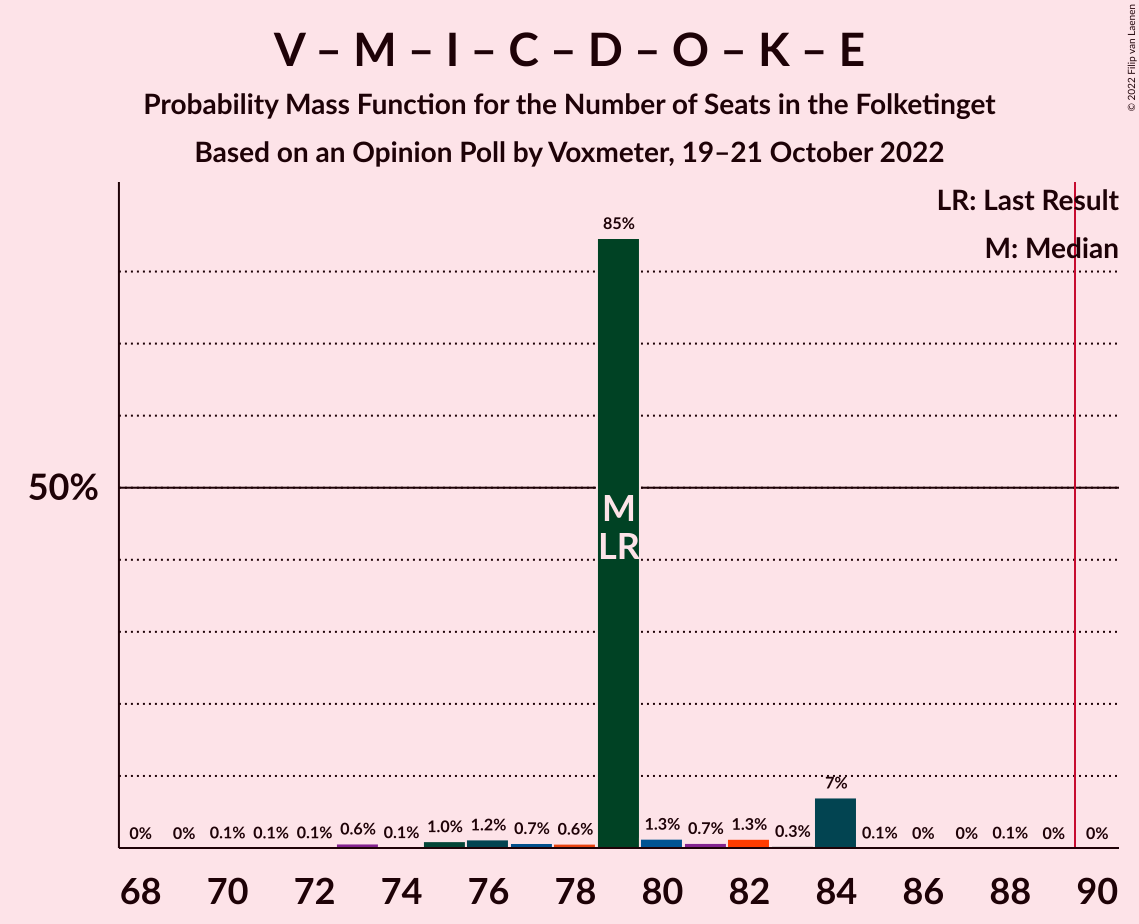 V – M – I – C – D – O – K – E
Probability Mass Function for the Number of Seats in the Folketinget
Based on an Opinion Poll by Voxmeter, 19–21 October 2022
© 2022 Filip van Laenen
LR: Last Result
M: Median
85%
50%
M
LR
7%
0% 0% 0.1% 0.1% 0.1% 0.6% 0.1% 1.0% 1.2% 0.7% 0.6% 1.3% 0.7% 1.3% 0.3% 0.1% 0% 0% 0.1% 0% 0%
68 70 72 74 76 78 80 82 84 86 88 90